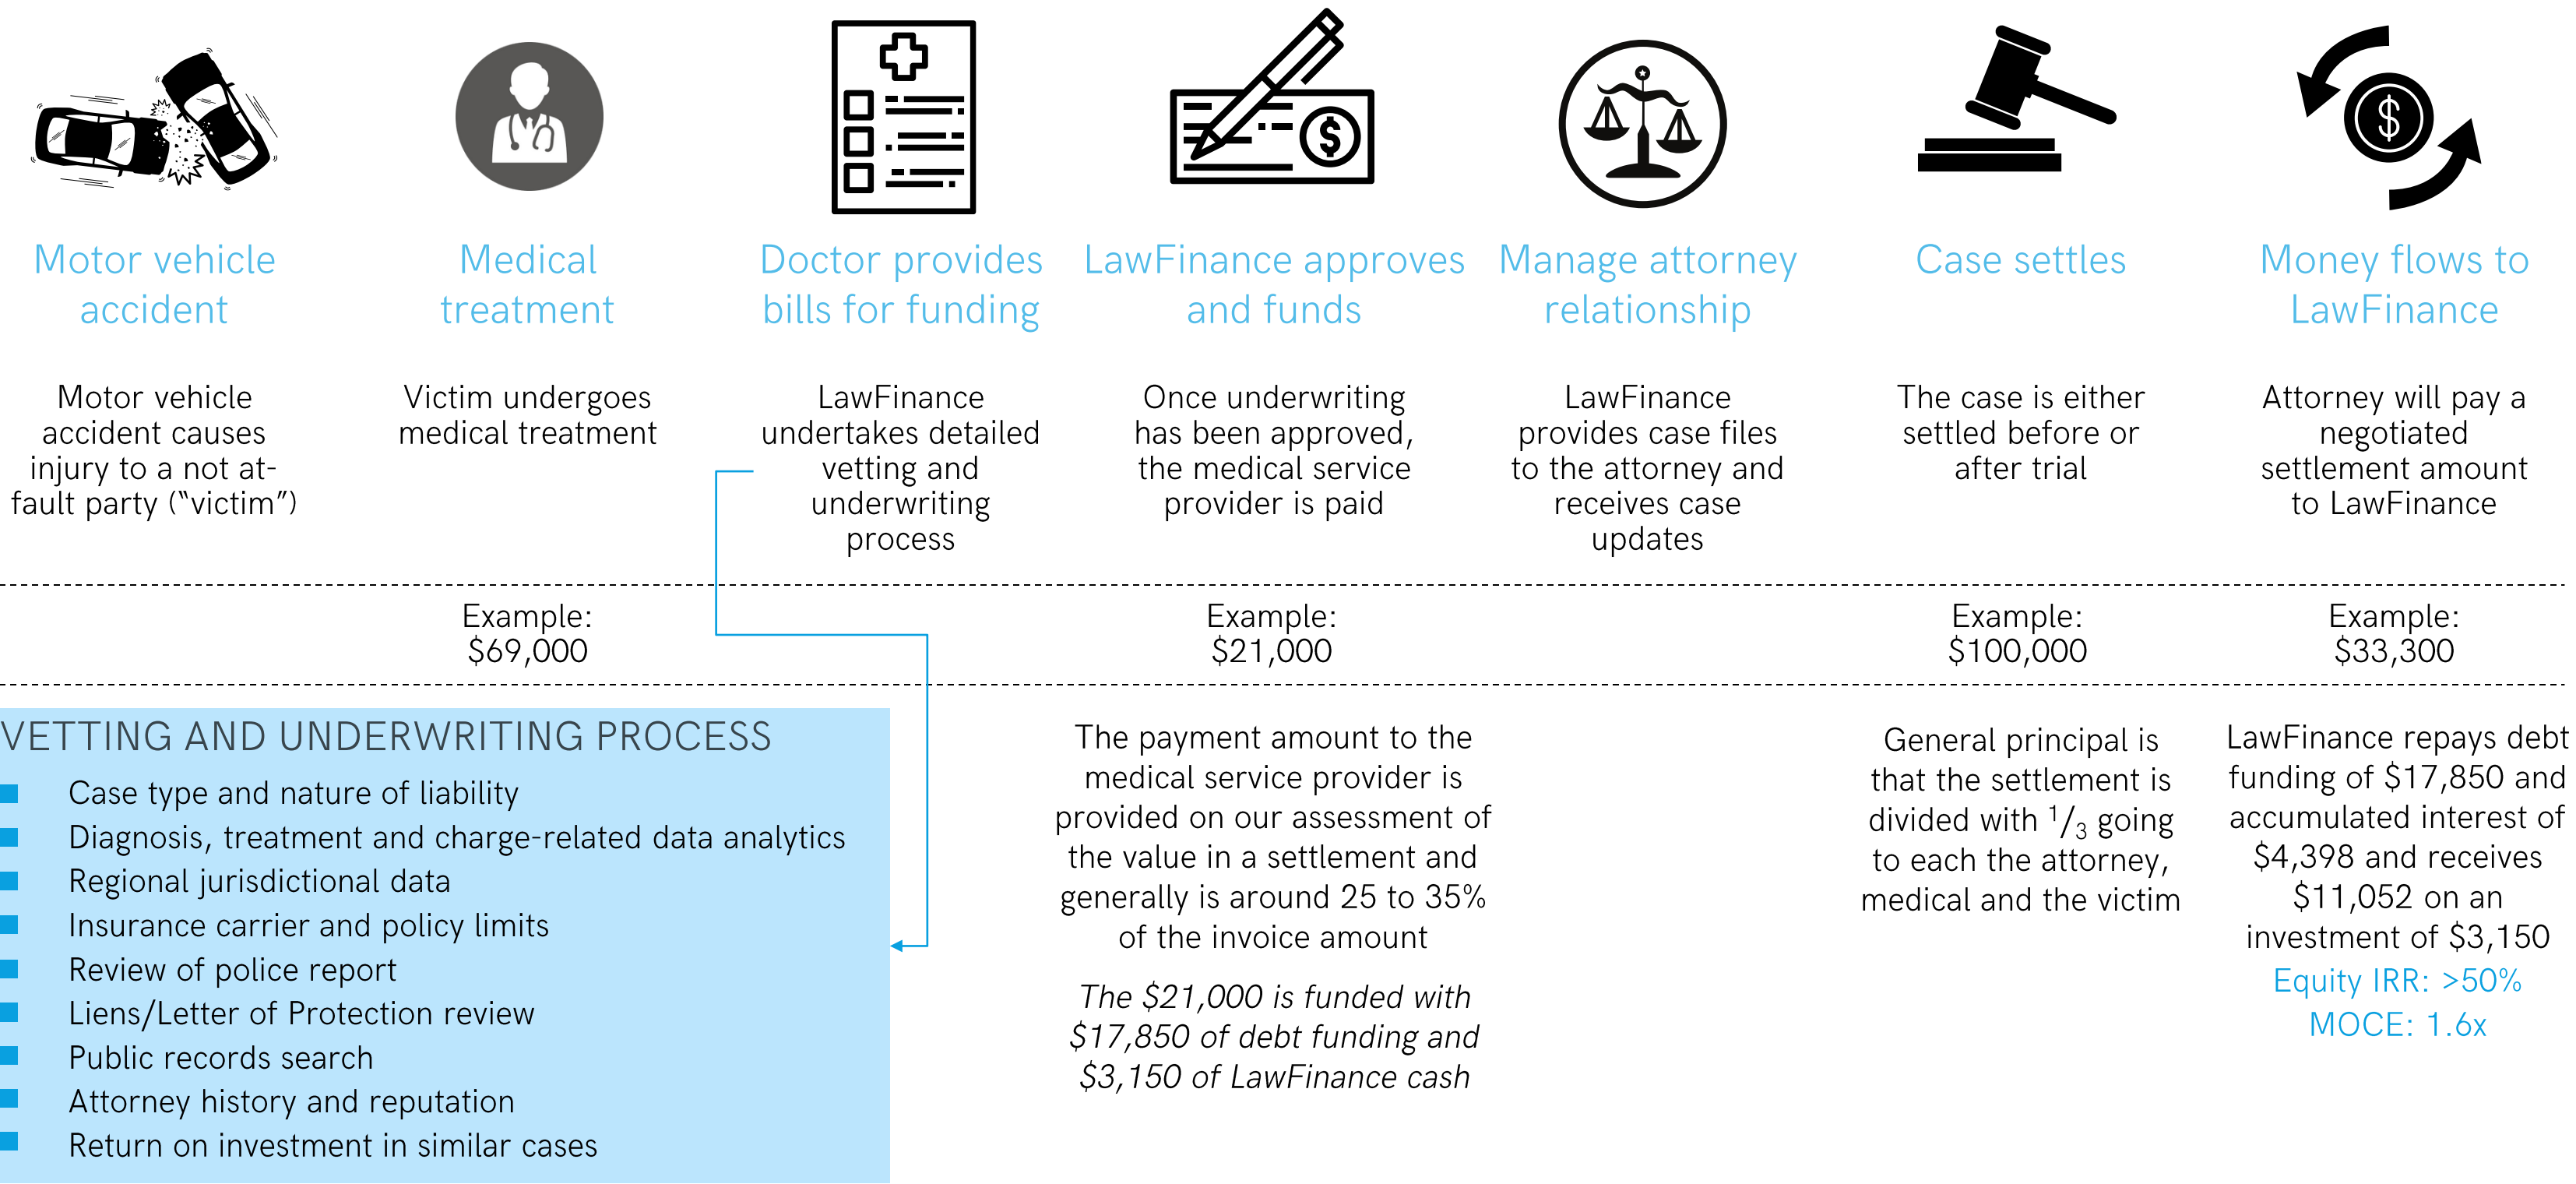 Motor vehicle
accident
Motor vehicle
accident causes
injury to a not at-
fault party (“victim”)
Medical
treatment
Victim undergoes
medical treatment
Doctor provides
bills for funding
LawFinance
undertakes detailed
vetting and
underwriting
process
LawFinance approves
and funds
Once underwriting
has been approved,
the medical service
provider is paid
Manage attorney
relationship
LawFinance
provides case files
to the attorney and
receives case
updates
Case settles
The case is either
settled before or
after trial
Money flows to
LawFinance
Attorney will pay a
negotiated
settlement amount
to LawFinance
Example:
$69,000
Example:
$21,000
Example:
$100,000
Example:
$33,300
VETTING AND UNDERWRITING PROCESS
Case type and nature of liability
Diagnosis, treatment and charge-related data analytics
Regional jurisdictional data
Insurance carrier and policy limits
Review of police report
Liens/Letter of Protection review
Public records search
Attorney history and reputation
Return on investment in similar cases
The payment amount to the
medical service provider is
provided on our assessment of
the value in a settlement and
generally is around 25 to 35%
of the invoice amount
The $21,000 is funded with
$17,850 of debt funding and
$3,150 of LawFinance cash
General principal is
that the settlement is
divided with 1/3 going
to each the attorney,
medical and the victim
LawFinance repays debt
funding of $17,850 and
accumulated interest of
$4,398 and receives
$11,052 on an
investment of $3,150
Equity IRR: >50%
MOCE: 1.6x